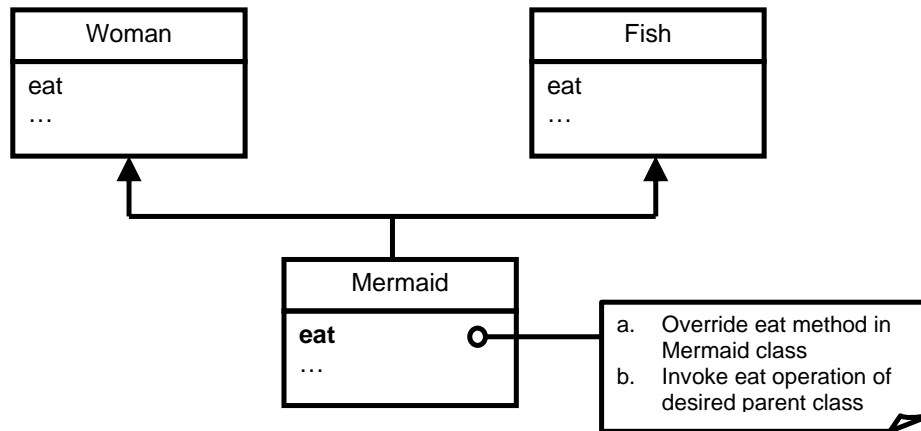 Woman
eat
…
Fish
eat
…
Mermaid
eat
…
a. Override eat method in
Mermaid class
b. Invoke eat operation of
desired parent class